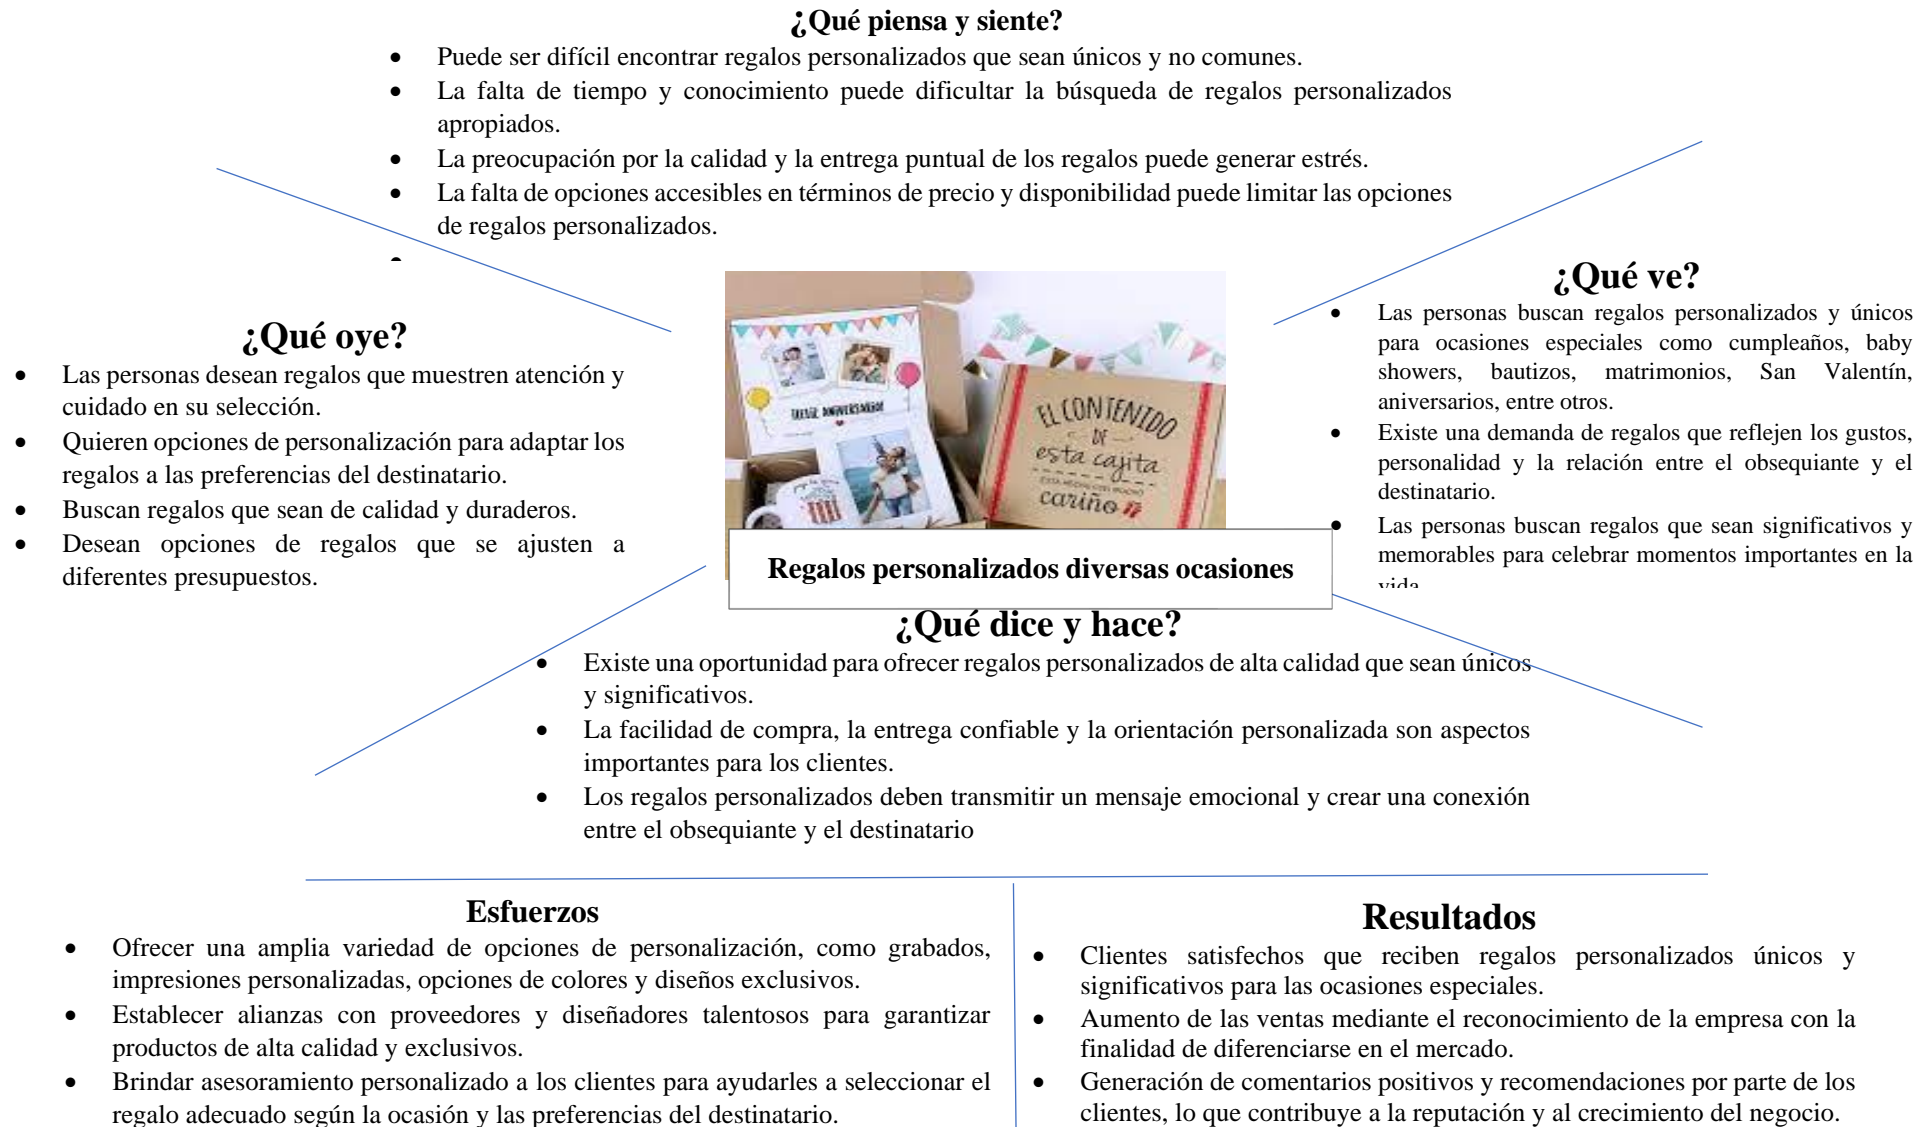 ¿Qué piensa y siente?
• Puede ser difícil encontrar regalos personalizados que sean únicos y no comunes.
• La falta de tiempo y conocimiento puede dificultar la búsqueda de regalos personalizados
apropiados.
• La preocupación por la calidad y la entrega puntual de los regalos puede generar estrés.
• La falta de opciones accesibles en términos de precio y disponibilidad puede limitar las opciones
de regalos personalizados.
•
¿Qué oye?
• Las personas desean regalos que muestren atención y
cuidado en su selección.
• Quieren opciones de personalización para adaptar los
regalos a las preferencias del destinatario.
• Buscan regalos que sean de calidad y duraderos.
• Desean opciones de regalos que se ajusten a
diferentes presupuestos.
EL CONTENIDO
DE
esta cajita
cariño
¿Qué ve?
• Las personas buscan regalos personalizados y únicos
para ocasiones especiales como cumpleaños, baby
showers, bautizos, matrimonios, San Valentín,
aniversarios, entre otros.
• Existe una demanda de regalos que reflejen los gustos,
personalidad y la relación entre el obsequiante y el
destinatario.
• Las personas buscan regalos que sean significativos y
memorables para celebrar momentos importantes en la
vida
Regalos personalizados diversas ocasiones
¿Qué dice y hace?
• Existe una oportunidad para ofrecer regalos personalizados de alta calidad que sean únicos
y significativos.
• La facilidad de compra, la entrega confiable y la orientación personalizada son aspectos
importantes para los clientes.
• Los regalos personalizados deben transmitir un mensaje emocional y crear una conexión
entre el obsequiante y el destinatario
Esfuerzos
• Ofrecer una amplia variedad de opciones de personalización, como grabados,
impresiones personalizadas, opciones de colores y diseños exclusivos.
• Establecer alianzas con proveedores y diseñadores talentosos para garantizar
productos de alta calidad y exclusivos.
• Brindar asesoramiento personalizado a los clientes para ayudarles a seleccionar el
regalo adecuado según la ocasión y las preferencias del destinatario.
Resultados
• Clientes satisfechos que reciben regalos personalizados únicos y
significativos para las ocasiones especiales.
• Aumento de las ventas mediante el reconocimiento de la empresa con la
finalidad de diferenciarse en el mercado.
• Generación de comentarios positivos y recomendaciones por parte de los
clientes, lo que contribuye a la reputación y al crecimiento del negocio.